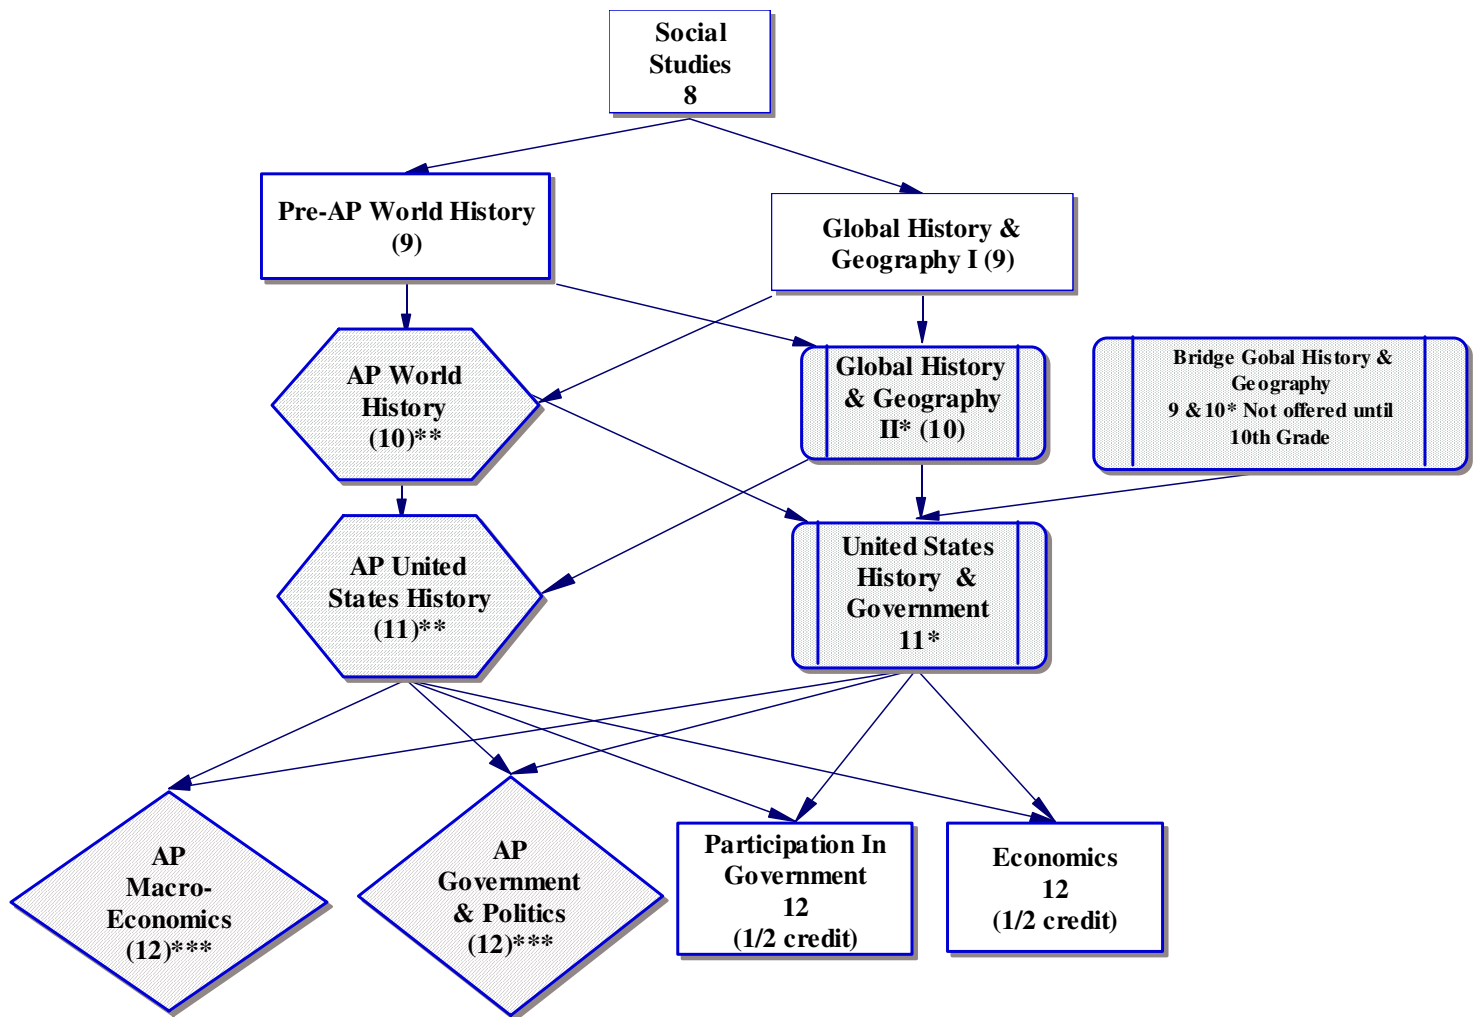 Social
Studies
8
Pre-AP World History
(9)
Global History &
Geography I (9)
AP World
History
(10)**
Global History
& Geography
II* (10)
Bridge Gobal History &
Geography
9 &10* Not offered until
10th Grade
AP United
States History
(11)**
United States
History &
Government
11*
AP
Macro-
Economics
(12)***
AP
Government
& Politics
(12)***
Participation In
Government
12
(1/2 credit)
Economics
12
(1/2 credit)